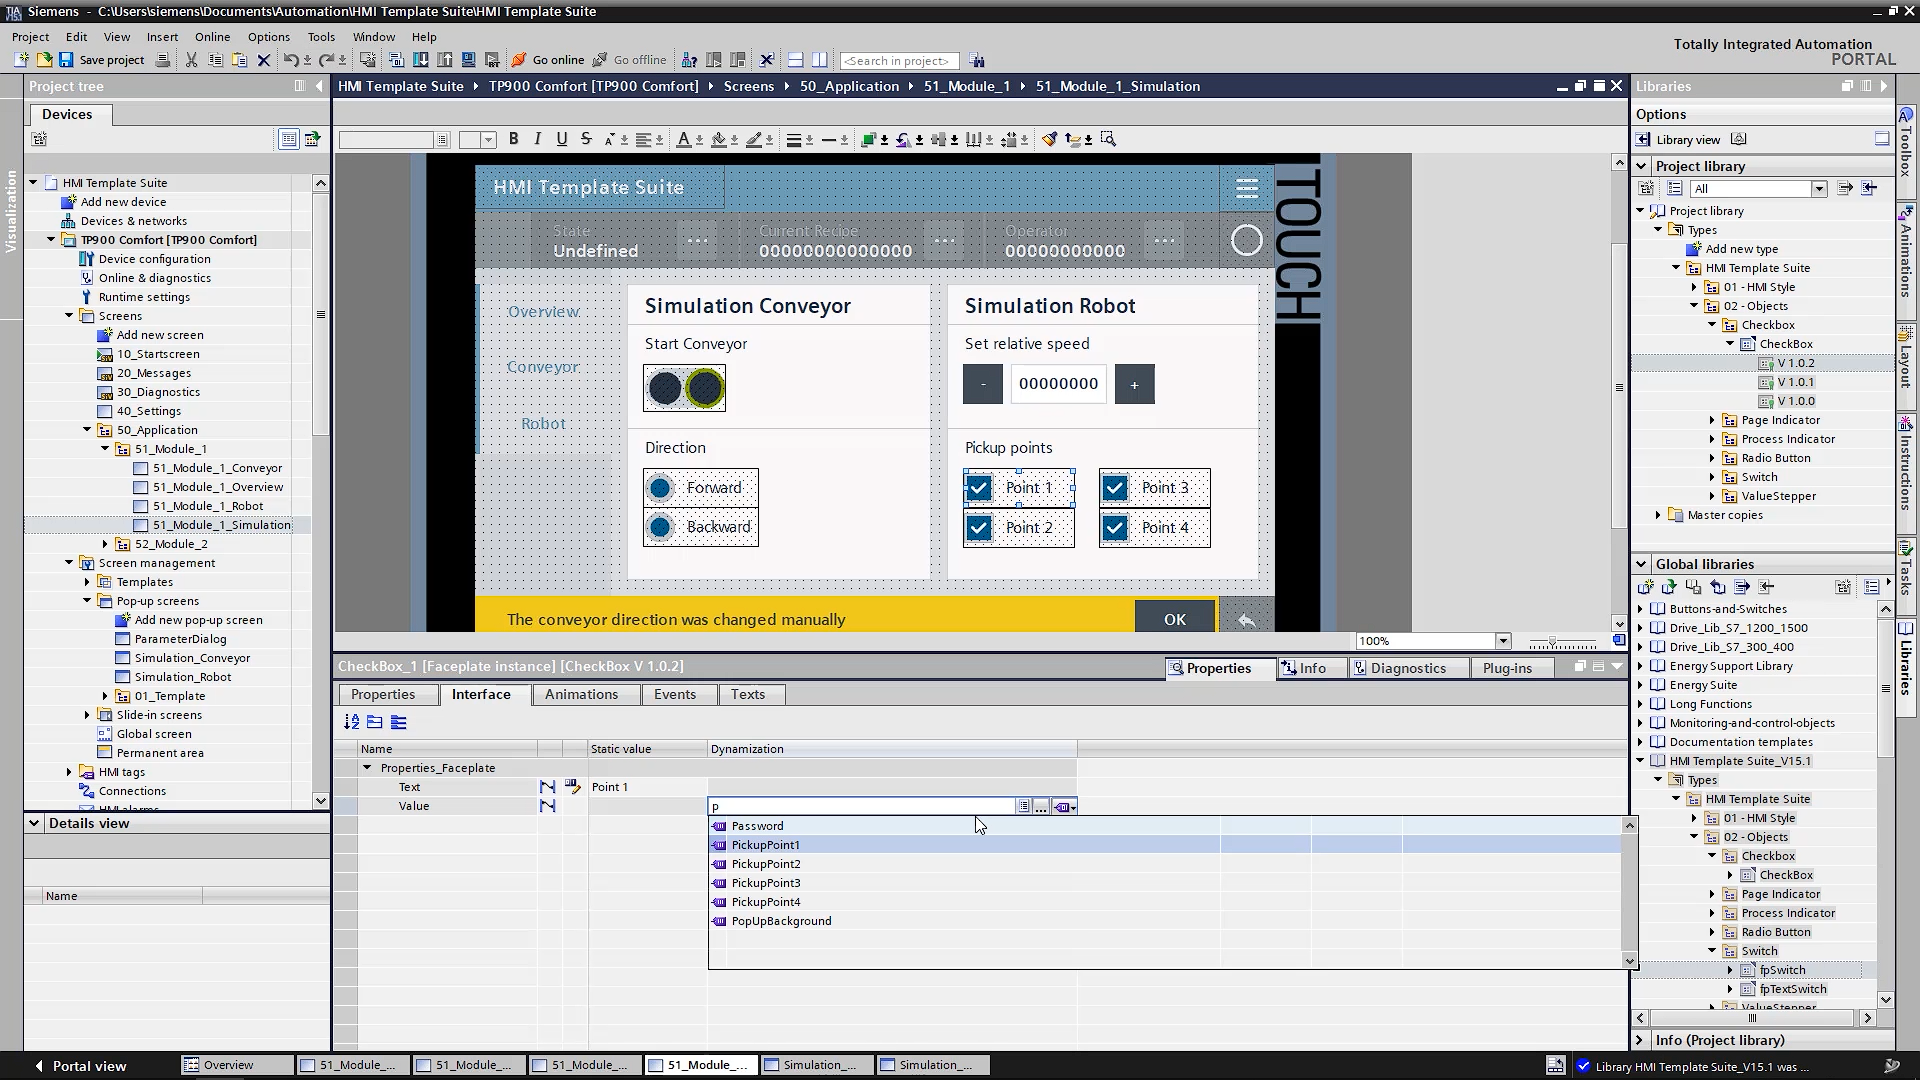 Siemens - C:\Users\siemens\Documents\Automation\HMI Template Suite\HMI Template Suite
Project Edit View Insert Online Options Tools Window Help
Totally Integrated Automation
PORTAL
Save project
Go online
Go offline
<Search in project>
Project tree
Devices
Visualization
HMI Template Suite
Add new device
Devices & networks
TP900 Comfort [TP900 Comfort]
Device configuration
Online & diagnostics
Runtime settings
Screens
Add new screen
10_Startscreen
20_Messages
30_Diagnostics
40_Settings
50_Application
51_Module_1
51_Module_1_Conveyor
51_Module_1_Overview
51_Module_1_Robot
51_Module_1_Simulation
52_Module_2
Screen management
Templates
Pop-up screens
Add new pop-up screen
ParameterDialog
Simulation_Conveyor
Simulation_Robot
01_Template
Slide-in screens
Global screen
Permanent area
HMI tags
Connections
HMI alarms
Details view
Name
HMI Template Suite TP900 Comfort [TP900 Comfort] Screens 50_Application 51_Module_1 51_Module_1_Simulation
B I U S A A
HMI Template Suite
State
Undefined
...
Current Recipe
00000000000000
...
Operator
00000000000
...
TOUCH
Overview
Conveyor
Robot
Simulation Conveyor
Start Conveyor
Direction
Forward
Backward
Simulation Robot
Set relative speed
- 00000000 +
Pickup points
Point 1 Point 3
Point 2 Point 4
The conveyor direction was changed manually
OK
100%
CheckBox_1 [Faceplate instance] [CheckBox V 1.0.2]
Properties Info Diagnostics Plug-ins
Properties Interface Animations Events Texts
Name Static value Dynamization
Properties_Faceplate
Text Point 1
Value p
Password
PickupPoint1
PickupPoint2
PickupPoint3
PickupPoint4
PopUpBackground
Libraries
Options
Library view
Project library
All
Project library
Types
Add new type
HMI Template Suite
01 - HMI Style
02 - Objects
Checkbox
CheckBox
V 1.0.2
V 1.0.1
V 1.0.0
Page Indicator
Process Indicator
Radio Button
Switch
ValueStepper
Master copies
Global libraries
Buttons-and-Switches
Drive_Lib_S7_1200_1500
Drive_Lib_S7_300_400
Energy Support Library
Energy Suite
Long Functions
Monitoring-and-control-objects
Documentation templates
HMI Template Suite_V15.1
Types
HMI Template Suite
01 - HMI Style
02 - Objects
Checkbox
CheckBox
Page Indicator
Process Indicator
Radio Button
Switch
fpSwitch
fpTextSwitch
ValueStepper
Info (Project library)
Toolbox
Animations
Layout
Instructions
Tasks
Libraries
Portal view
Overview
51_Module_...
51_Module_...
51_Module_...
51_Module_...
Simulation_...
Simulation_...
Library HMI Template Suite_V15.1 was ...